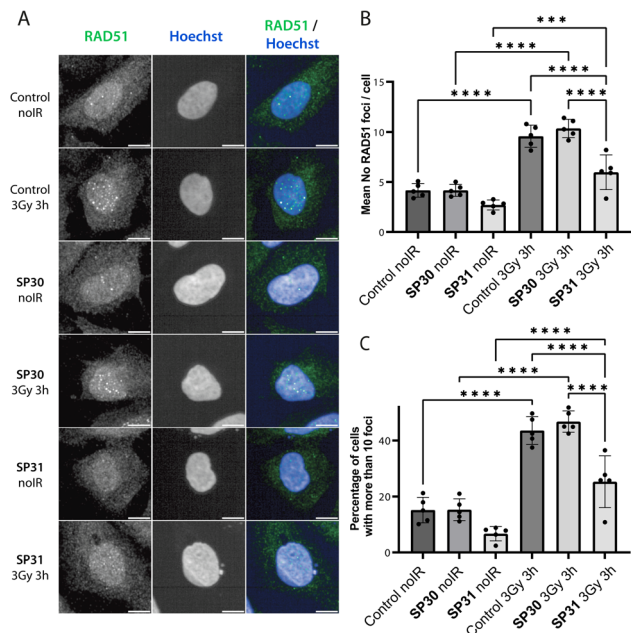 A
RAD51
Hoechst
RAD51 /
Hoechst
Control
noIR
Control
3Gy 3h
SP30
noIR
SP30
3Gy 3h
SP31
noIR
SP31
3Gy 3h
B
Mean No RAD51 foci / cell
15
10
5
0
***
****
****
****
****
Control noIR
SP30 noIR
SP31 noIR
Control 3Gy 3h
SP30 3Gy 3h
SP31 3Gy 3h
C
Percentage of cells
with more than 10 foci
40
20
0
****
****
****
****
****
Control noIR
SP30 noIR
SP31 noIR
Control 3Gy 3h
SP30 3Gy 3h
SP31 3Gy 3h